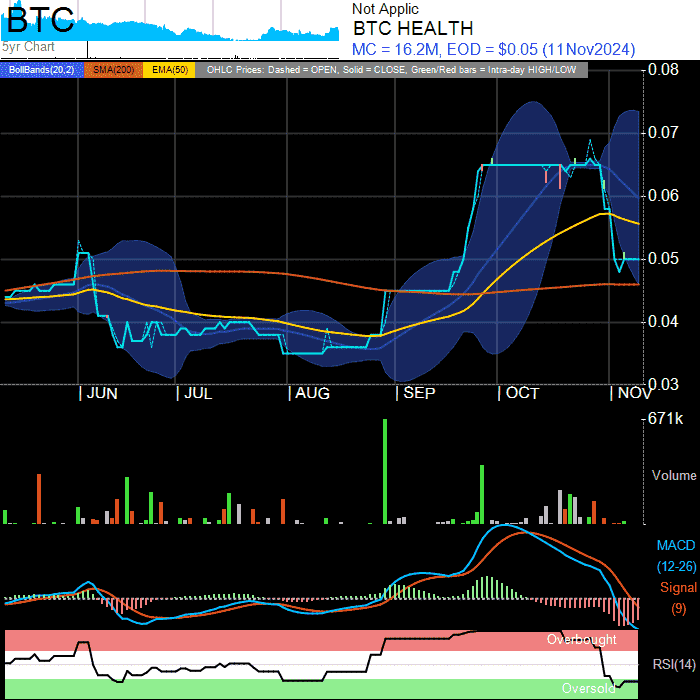 BTC
5yr Chart
Not Applic
BTC HEALTH
MC = 16.2M, EOD = $0.05 (11Nov2024)
BollBands(20,2) SMA(200) EMA(50) OHLC Prices: Dashed = OPEN, Solid = CLOSE, Green/Red bars = Intra-day HIGH/LOW
0.08
0.07
0.06
0.05
0.04
0.03
| JUN | JUL | AUG | SEP | OCT | NOV
671k
Volume
MACD
(12-26)
Signal
(9)
Overbought
RSI(14)
Oversold